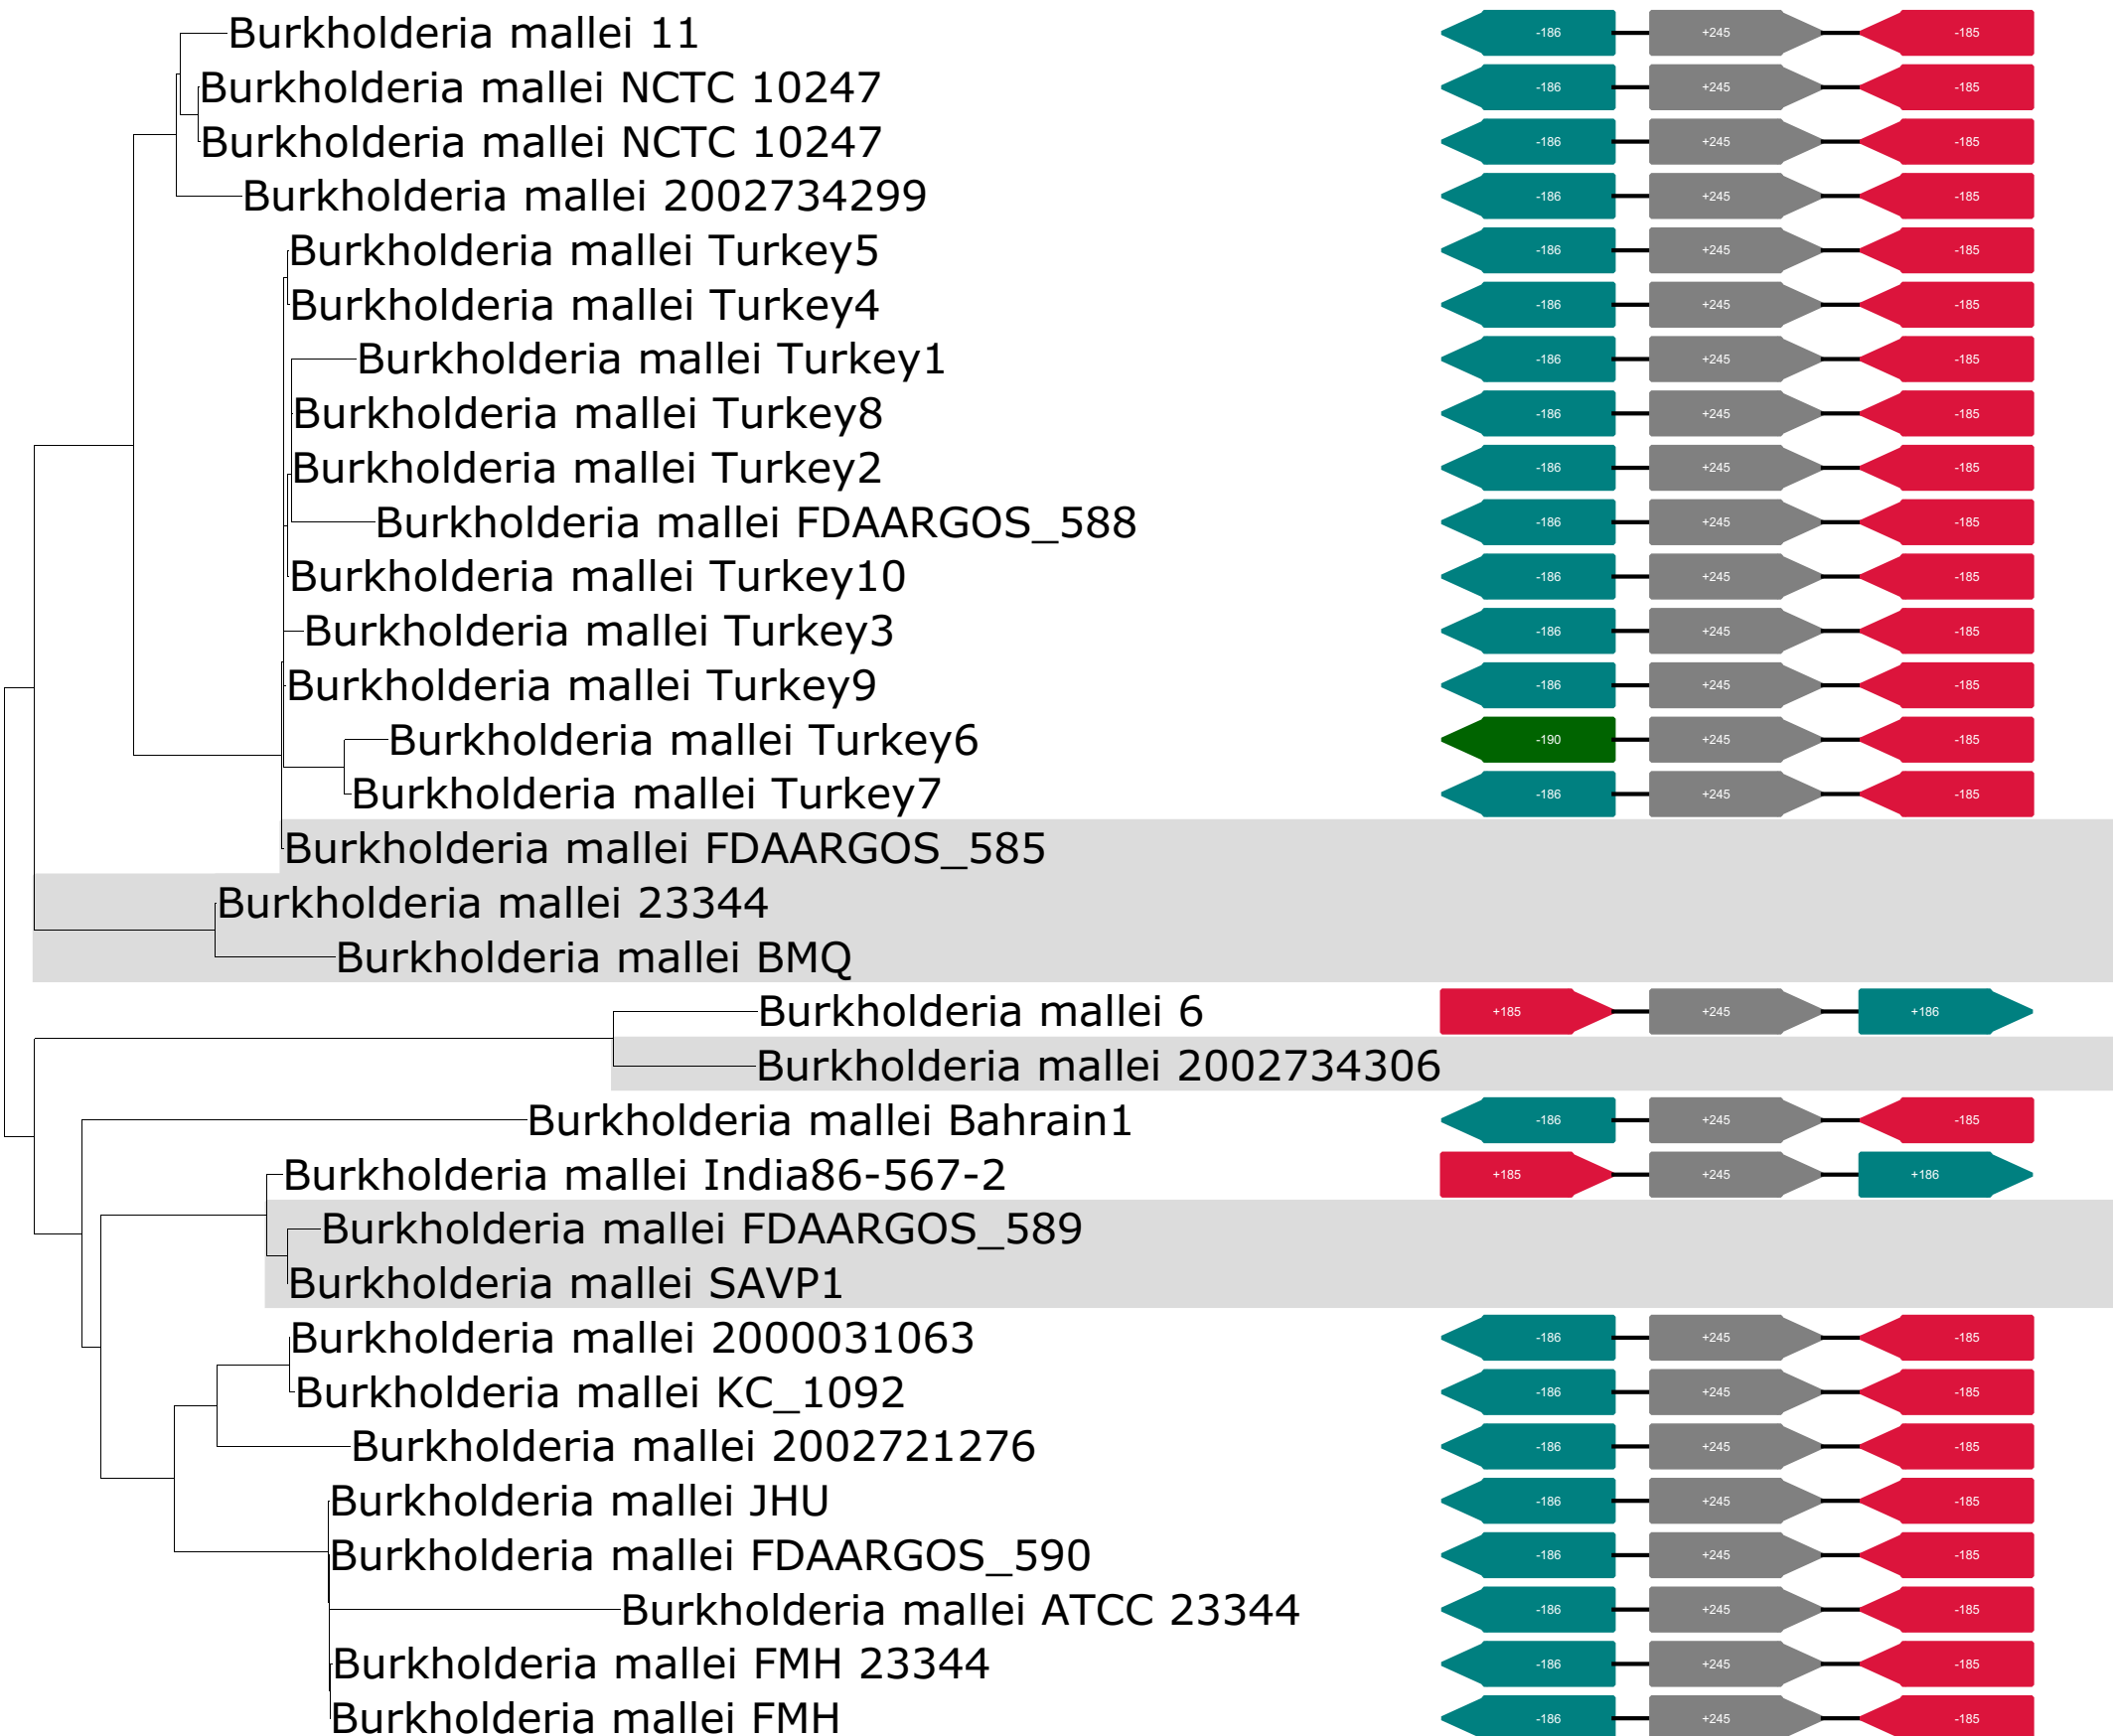 Burkholderia mallei 11 -186 +245 -185
Burkholderia mallei NCTC 10247 -186 +245 -185
Burkholderia mallei NCTC 10247 -186 +245 -185
Burkholderia mallei 2002734299 -186 +245 -185
Burkholderia mallei Turkey5 -186 +245 -185
Burkholderia mallei Turkey4 -186 +245 -185
Burkholderia mallei Turkey1 -186 +245 -185
Burkholderia mallei Turkey8 -186 +245 -185
Burkholderia mallei Turkey2 -186 +245 -185
Burkholderia mallei FDAARGOS_588 -186 +245 -185
Burkholderia mallei Turkey10 -186 +245 -185
Burkholderia mallei Turkey3 -186 +245 -185
Burkholderia mallei Turkey9 -186 +245 -185
Burkholderia mallei Turkey6 -190 +245 -185
Burkholderia mallei Turkey7 -186 +245 -185
Burkholderia mallei FDAARGOS_585
Burkholderia mallei 23344
Burkholderia mallei BMQ
Burkholderia mallei 6 +185 +245 +186
Burkholderia mallei 2002734306
Burkholderia mallei Bahrain1 -186 +245 -185
Burkholderia mallei India86-567-2 +185 +245 +186
Burkholderia mallei FDAARGOS_589
Burkholderia mallei SAVP1
Burkholderia mallei 2000031063 -186 +245 -185
Burkholderia mallei KC_1092 -186 +245 -185
Burkholderia mallei 2002721276 -186 +245 -185
Burkholderia mallei JHU -186 +245 -185
Burkholderia mallei FDAARGOS_590 -186 +245 -185
Burkholderia mallei ATCC 23344 -186 +245 -185
Burkholderia mallei FMH 23344 -186 +245 -185
Burkholderia mallei FMH -186 +245 -185